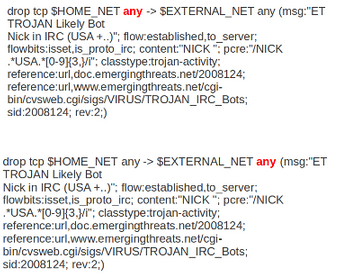 drop tcp $HOME_NET any -> $EXTERNAL_NET any (msg:"ET
TROJAN Likely Bot
Nick in IRC (USA +..)"; flow:established,to_server;
flowbits:isset,is_proto_irc; content:"NICK "; pcre:"/NICK
.*USA.*[0-9]{3,}/i"; classtype:trojan-activity;
reference:url,doc.emergingthreats.net/2008124;
reference:url,www.emergingthreats.net/cgi-
bin/cvsweb.cgi/sigs/VIRUS/TROJAN_IRC_Bots;
sid:2008124; rev:2;)
drop tcp $HOME_NET any -> $EXTERNAL_NET any (msg:"ET
TROJAN Likely Bot
Nick in IRC (USA +..)"; flow:established,to_server;
flowbits:isset,is_proto_irc; content:"NICK "; pcre:"/NICK
.*USA.*[0-9]{3,}/i"; classtype:trojan-activity;
reference:url,doc.emergingthreats.net/2008124;
reference:url,www.emergingthreats.net/cgi-
bin/cvsweb.cgi/sigs/VIRUS/TROJAN_IRC_Bots;
sid:2008124; rev:2;)